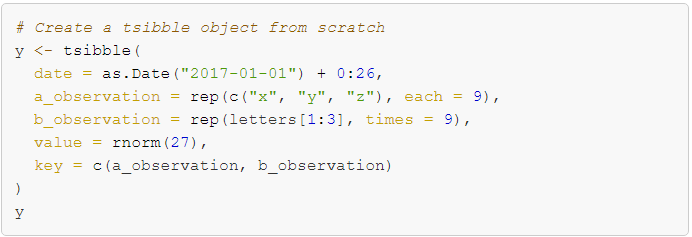 # Create a tsibble object from scratch
y <- tsibble(
  date = as.Date("2017-01-01") + 0:26,
  a_observation = rep(c("x", "y", "z"), each = 9),
  b_observation = rep(letters[1:3], times = 9),
  value = rnorm(27),
  key = c(a_observation, b_observation)
)
y